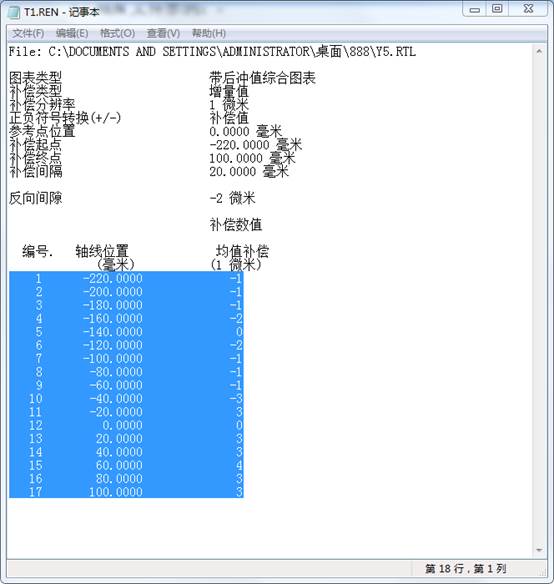 T1.REN - 记事本
文件(F) 编辑(E) 格式(O) 查看(V) 帮助(H)
File: C:\DOCUMENTS AND SETTINGS\ADMINISTRATOR\桌面\888\Y5.RTL
图表类型 带后冲值综合图表
补偿类型 增量值
补偿分辨率 1 微米
正负符号转换(+/-) 补偿值
参考点位置 0.0000 毫米
补偿起点 -220.0000 毫米
补偿终点 100.0000 毫米
补偿间隔 20.0000 毫米
反向间隙 -2 微米
补偿数值
编号. 轴线位置 均值补偿
(毫米) (1 微米)
1 -220.0000 -1
2 -200.0000 -1
3 -180.0000 -1
4 -160.0000 -2
5 -140.0000 0
6 -120.0000 -2
7 -100.0000 -1
8 -80.0000 -1
9 -60.0000 -1
10 -40.0000 -3
11 -20.0000 3
12 0.0000 0
13 20.0000 3
14 40.0000 3
15 60.0000 4
16 80.0000 3
17 100.0000 3
第 18 行，第 1 列